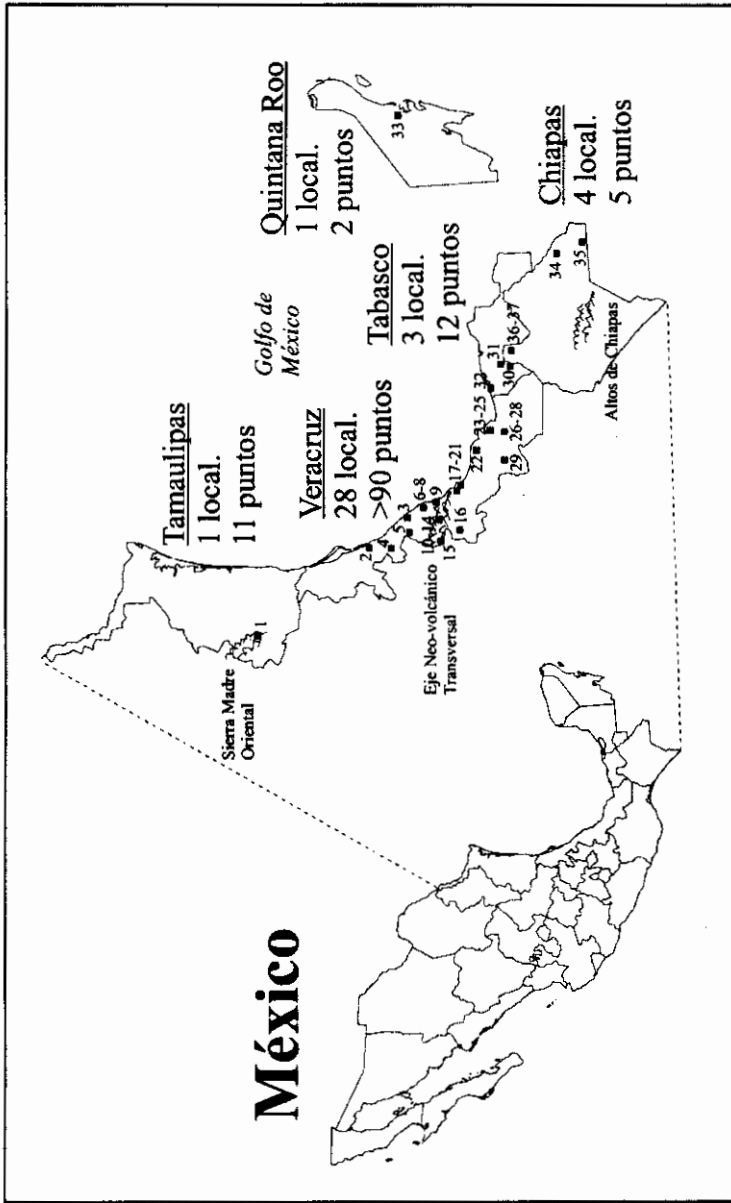 México
Tamaulipas
1 local.
11 puntos
Sierra Madre
Oriental
1
Golfo de
México
Veracruz
28 local.
>90 puntos
2
4
5
3
6-8
9
10-14
15
16
17-21
Eje Neo-volcánico
Transversal
22
23-25
26-28
29
Tabasco
3 local.
12 puntos
32
31
30
36-37
Quintana Roo
1 local.
2 puntos
33
Chiapas
4 local.
5 puntos
34
35
Altos de Chiapas